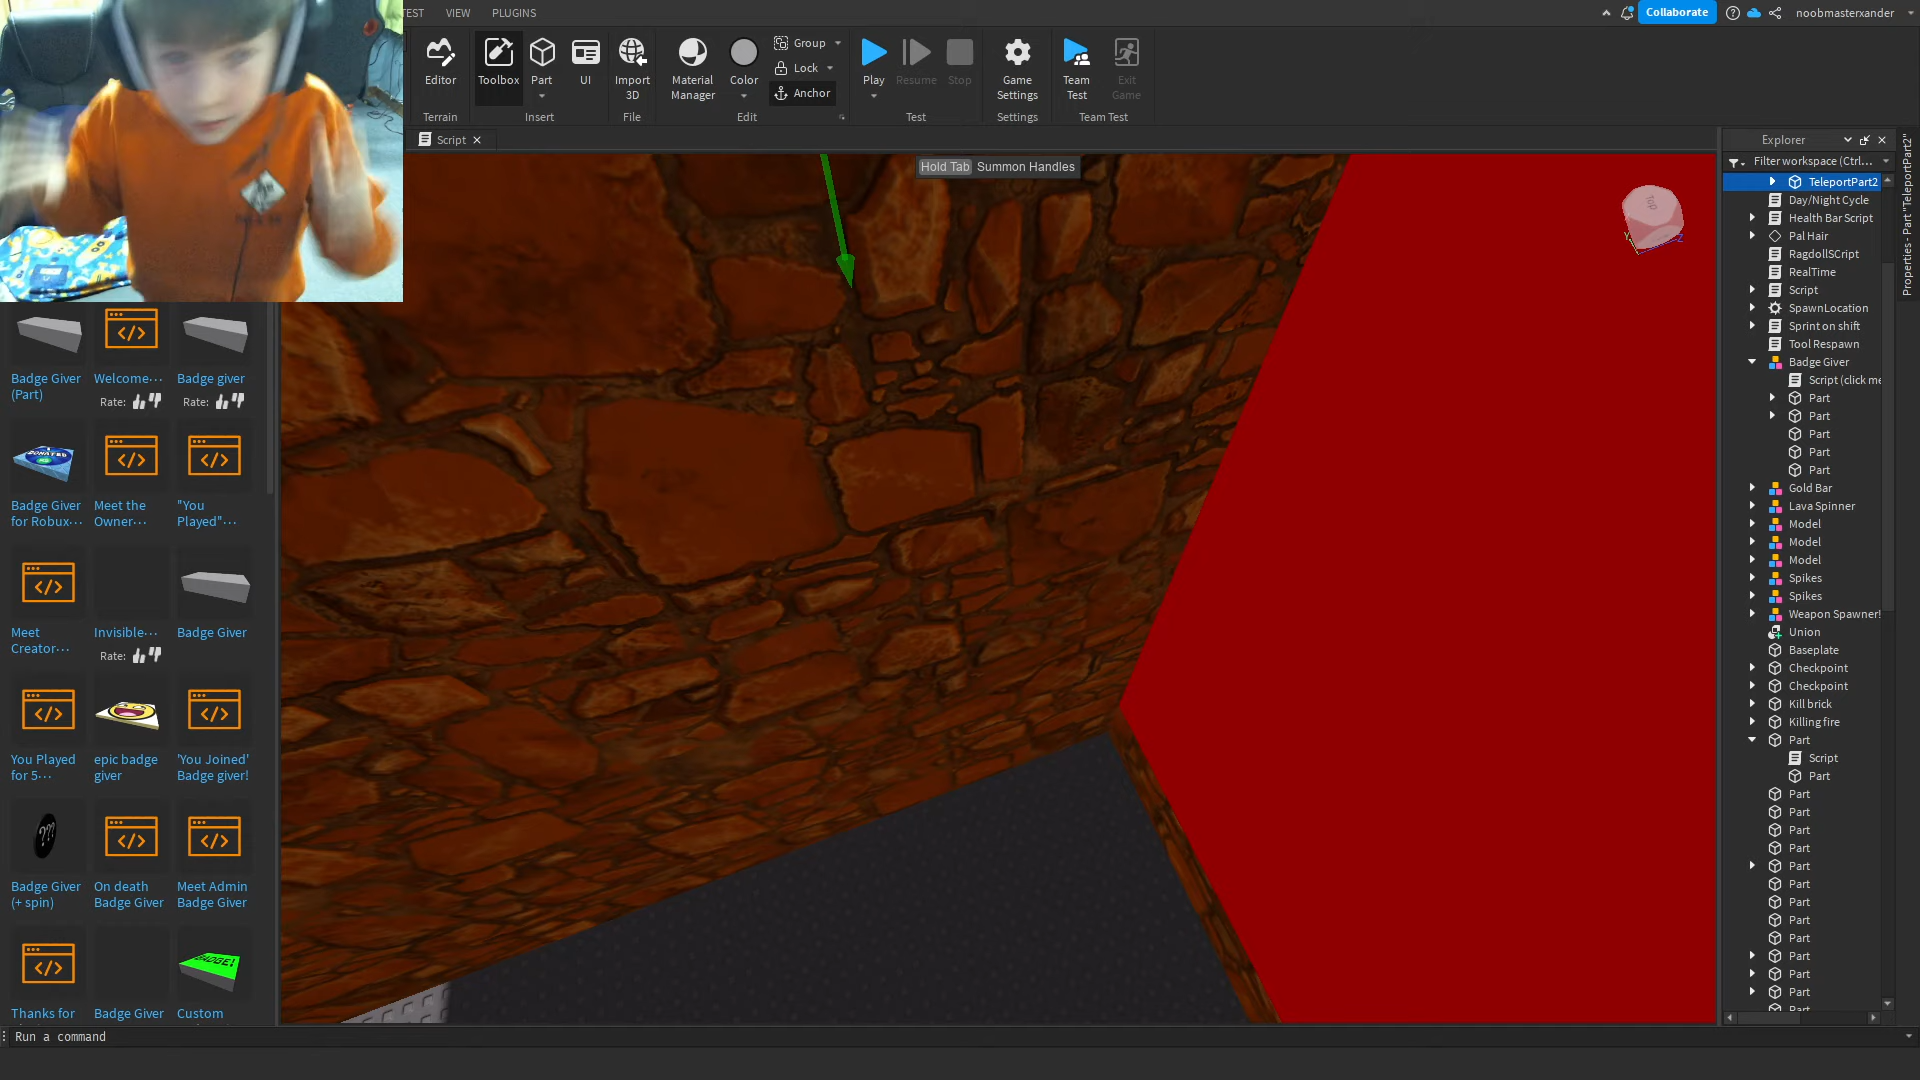 TEST
VIEW
PLUGINS
Collaborate
noobmasterxander
Editor
Toolbox
Part
UI
Import
3D
Material
Manager
Color
Group
Lock
Anchor
Play
Resume
Stop
Game
Settings
Team
Test
Exit
Game
Terrain
Insert
File
Edit
Test
Settings
Team Test
Script
Hold Tab Summon Handles
Explorer
Filter workspace (Ctrl...
TeleportPart2
Day/Night Cycle
Health Bar Script
Pal Hair
RagdollSCript
RealTime
Script
SpawnLocation
Sprint on shift
Tool Respawn
Badge Giver
Script (click me
Part
Part
Part
Part
Part
Gold Bar
Lava Spinner
Model
Model
Model
Spikes
Spikes
Weapon Spawner!
Union
Baseplate
Checkpoint
Checkpoint
Kill brick
Killing fire
Part
Script
Part
Part
Part
Part
Part
Part
Part
Part
Part
Part
Part
Part
Part
Part
Properties - Part "TeleportPart2"
Top
Badge Giver
(Part)
Welcome...
Rate:
Badge giver
Rate:
Badge Giver
for Robux...
Meet the
Owner...
"You
Played"...
Meet
Creator...
Invisible...
Rate:
Badge Giver
You Played
for 5...
epic badge
giver
'You Joined'
Badge giver!
???
Badge Giver
(+ spin)
On death
Badge Giver
Meet Admin
Badge Giver
BADGE!
Thanks for
Badge Giver
Custom
Run a command